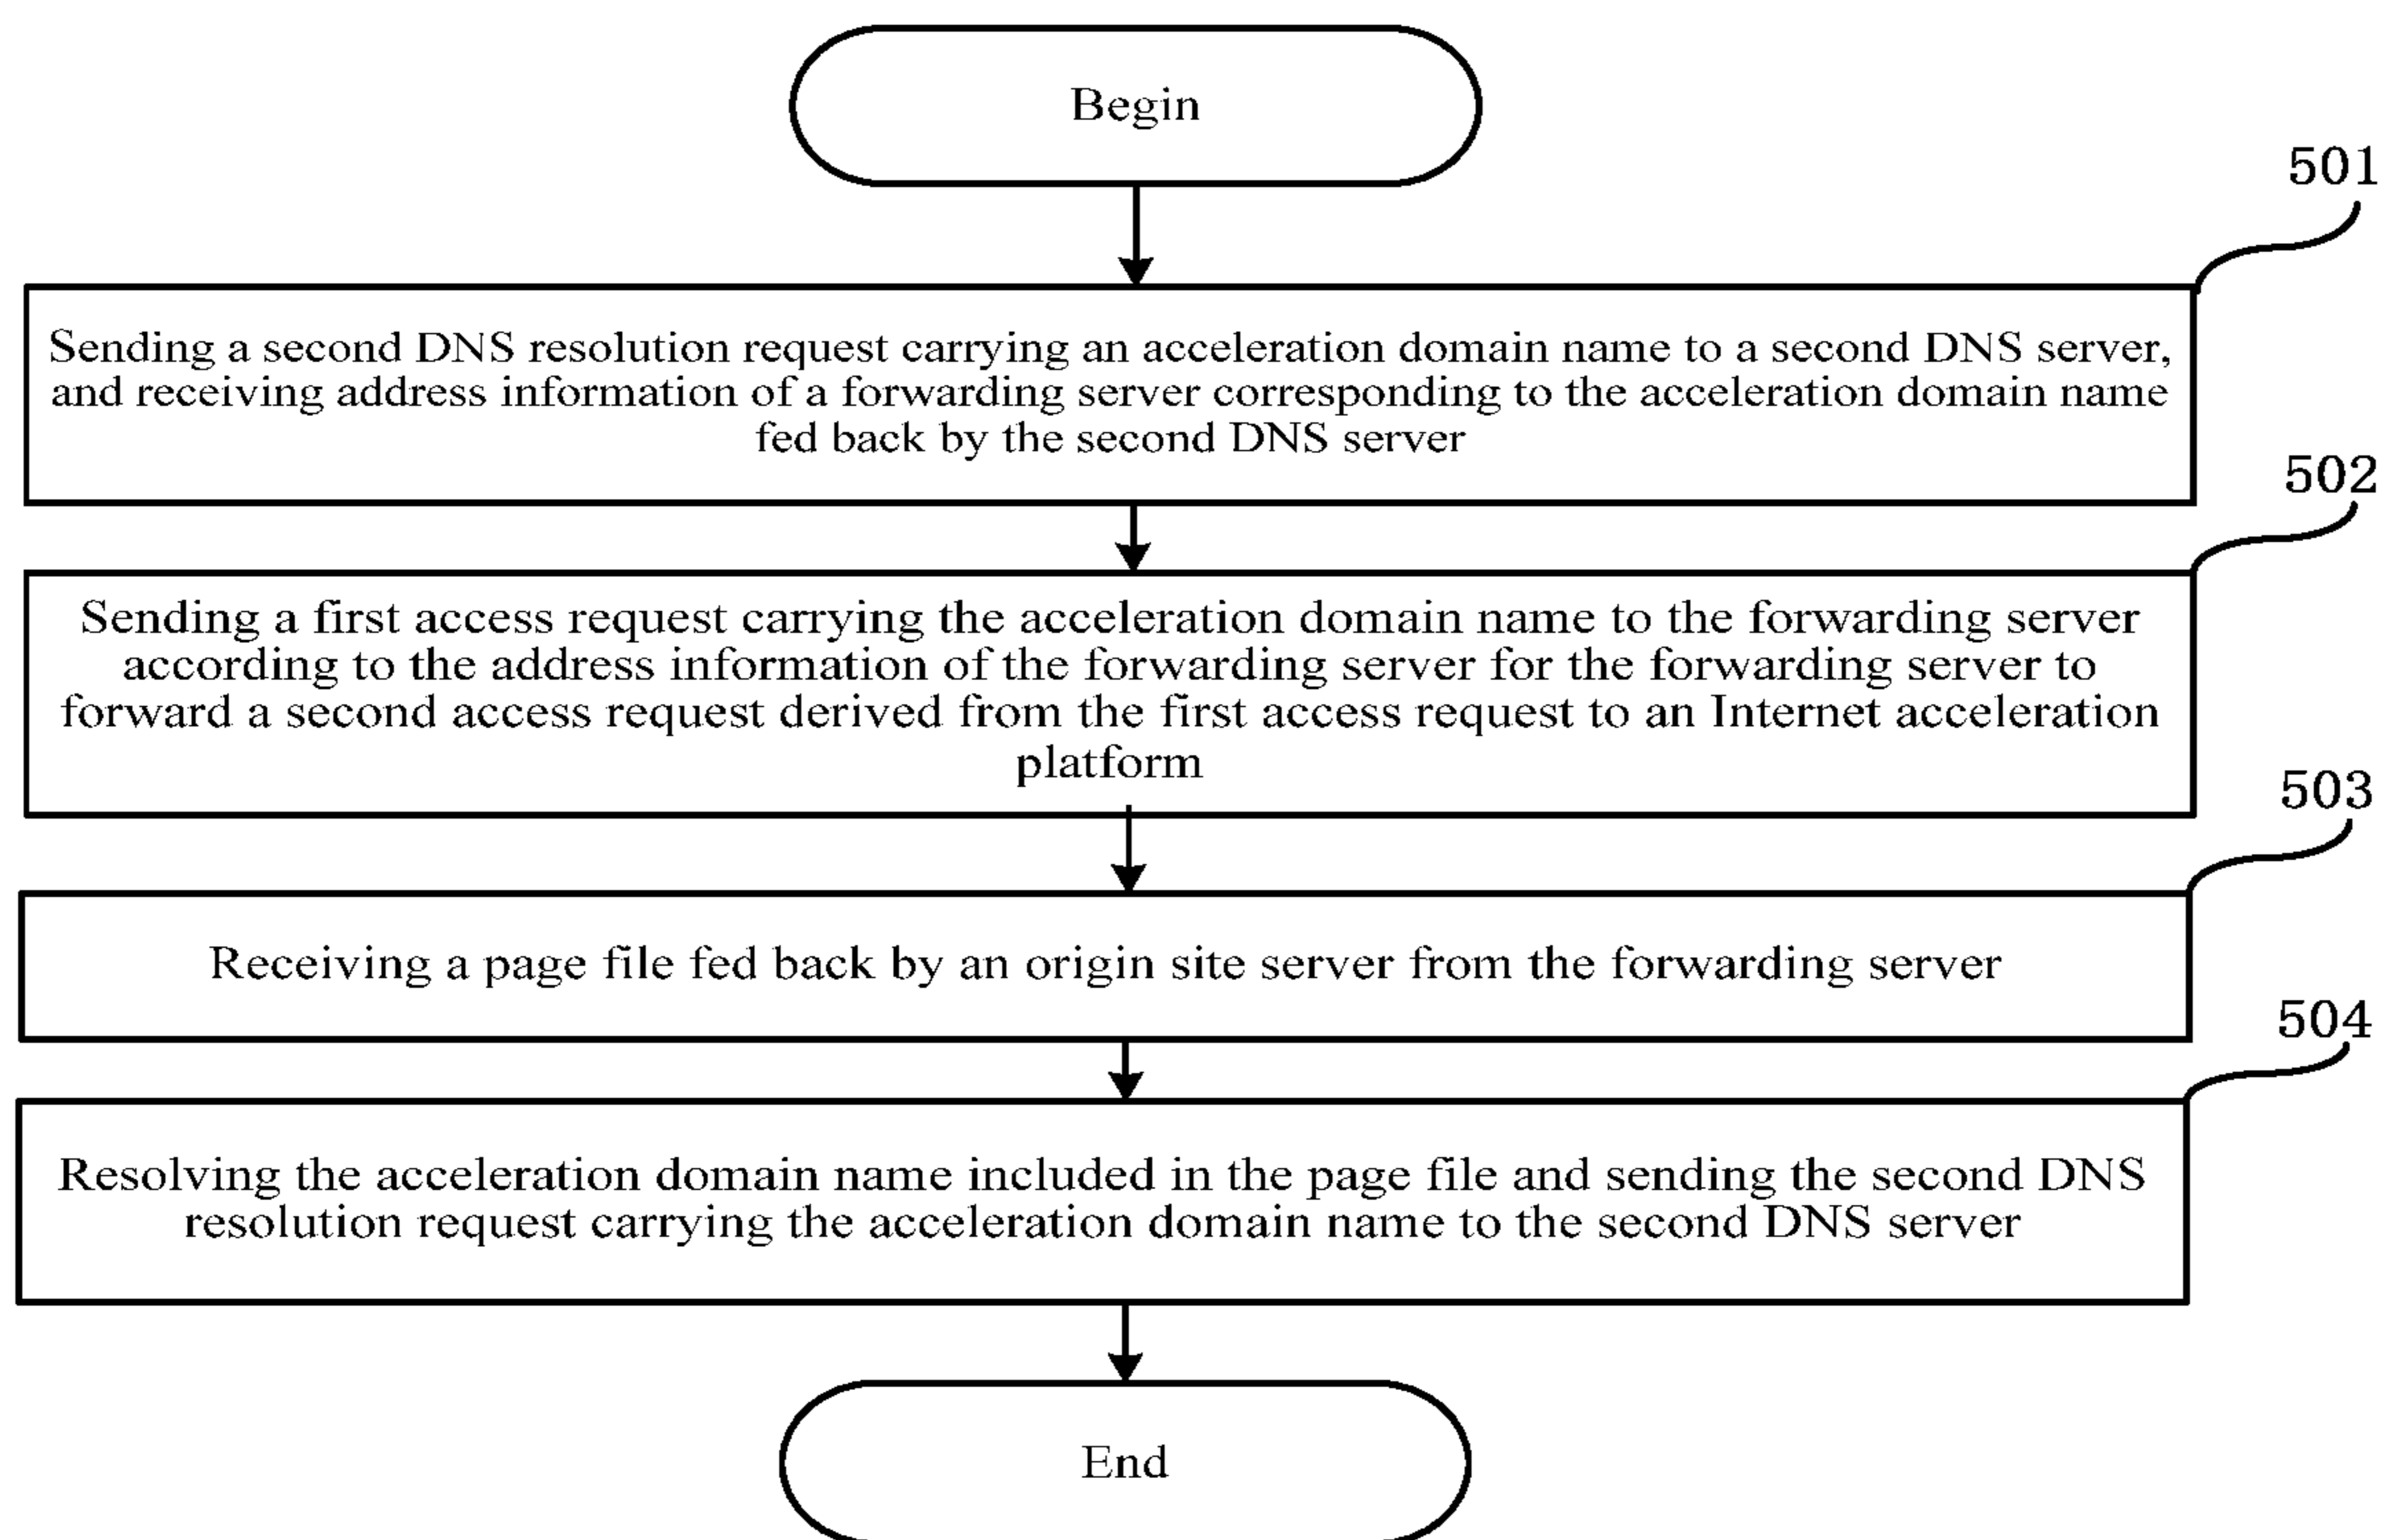 Begin
501
Sending a second DNS resolution request carrying an acceleration domain name to a second DNS server,
and receiving address information of a forwarding server corresponding to the acceleration domain name
fed back by the second DNS server
502
Sending a first access request carrying the acceleration domain name to the forwarding server
according to the address information of the forwarding server for the forwarding server to
forward a second access request derived from the first access request to an Internet acceleration
platform
503
Receiving a page file fed back by an origin site server from the forwarding server
504
Resolving the acceleration domain name included in the page file and sending the second DNS
resolution request carrying the acceleration domain name to the second DNS server
End